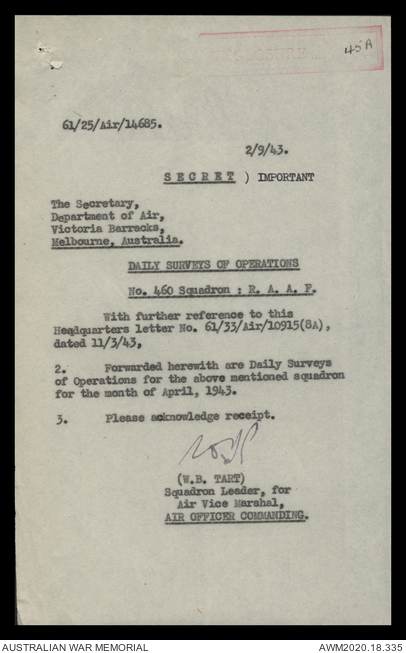 ENCLOSURE 45A
61/25/Air/14685.
2/9/43.
S E C R E T ) IMPORTANT
The Secretary,
Department of Air,
Victoria Barracks,
Melbourne, Australia.
DAILY SURVEYS OF OPERATIONS
No. 460 Squadron : R. A. A. F.
With further reference to this
Headquarters letter No. 61/33/Air/10915(8A),
dated 11/3/43,
2. Forwarded herewith are Daily Surveys
of Operations for the above mentioned squadron
for the month of April, 1943.
3. Please acknowledge receipt.
(W.B. TART)
Squadron Leader, for
Air Vice Marshal,
AIR OFFICER COMMANDING.
AUSTRALIAN WAR MEMORIAL
AWM2020.18.335